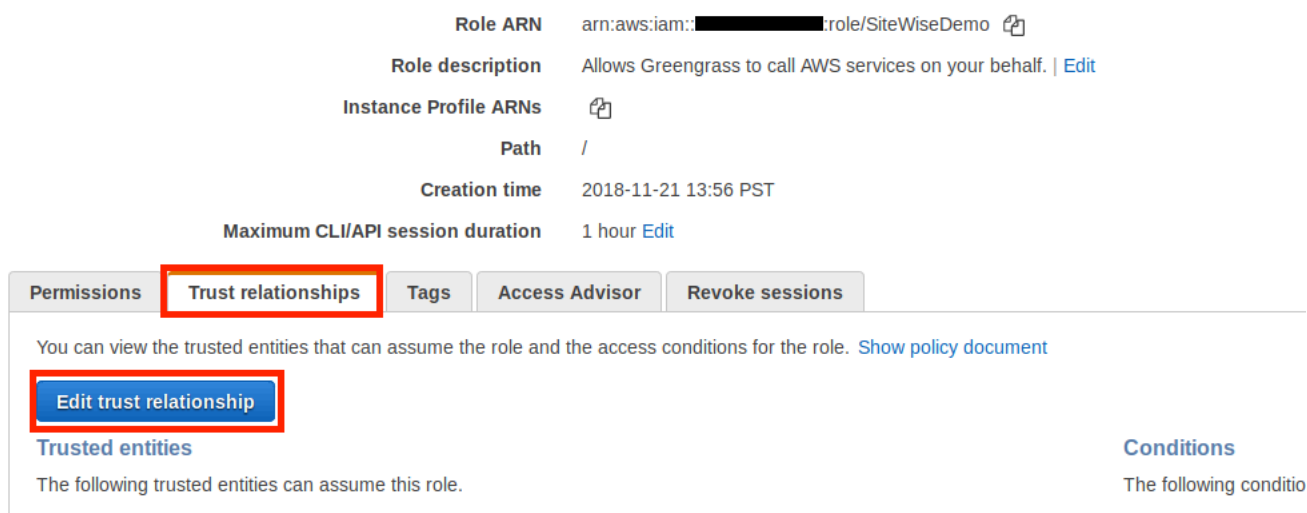 Role ARN arn:aws:iam:: :role/SiteWiseDemo
Role description Allows Greengrass to call AWS services on your behalf. | Edit
Instance Profile ARNs
Path /
Creation time 2018-11-21 13:56 PST
Maximum CLI/API session duration 1 hour Edit
Permissions Trust relationships Tags Access Advisor Revoke sessions
You can view the trusted entities that can assume the role and the access conditions for the role. Show policy document
Edit trust relationship
Trusted entities Conditions
The following trusted entities can assume this role. The following conditio